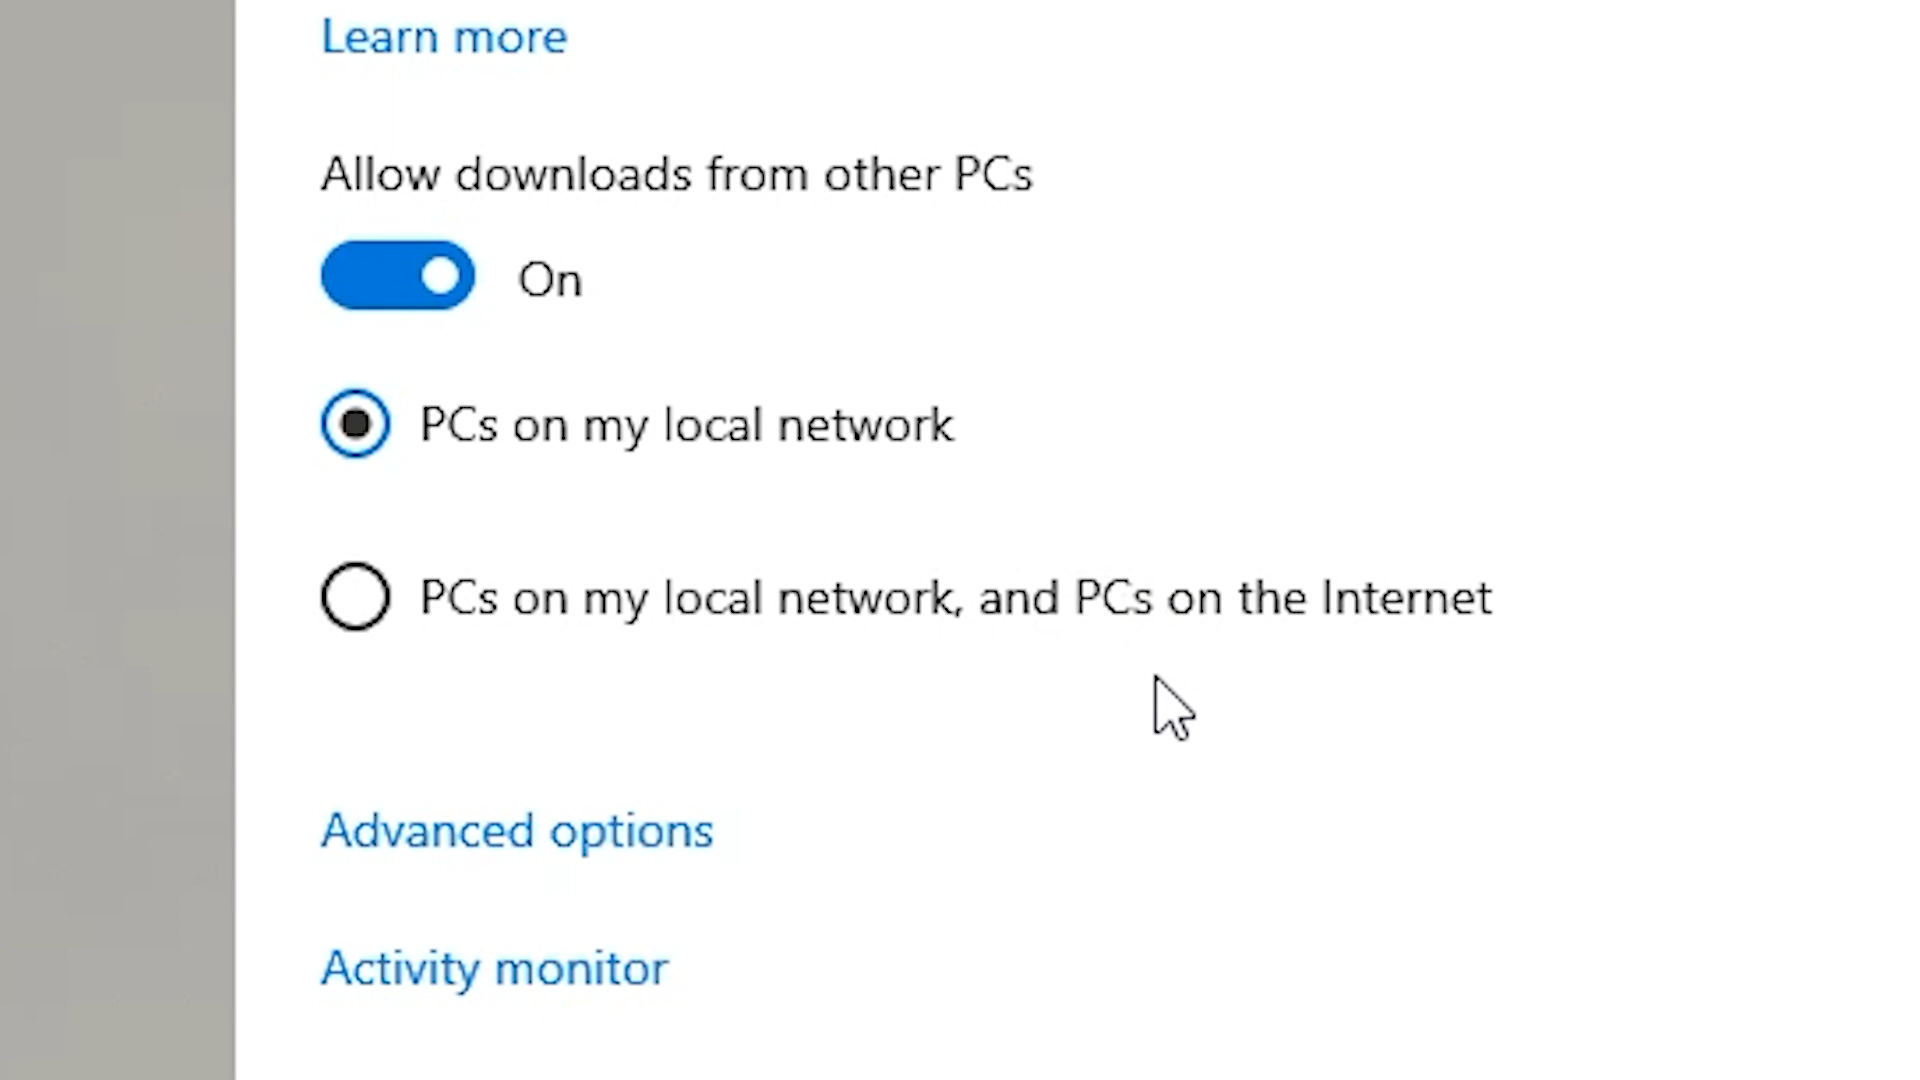 Learn more
Allow downloads from other PCs
On
PCs on my local network
PCs on my local network, and PCs on the Internet
Advanced options
Activity monitor